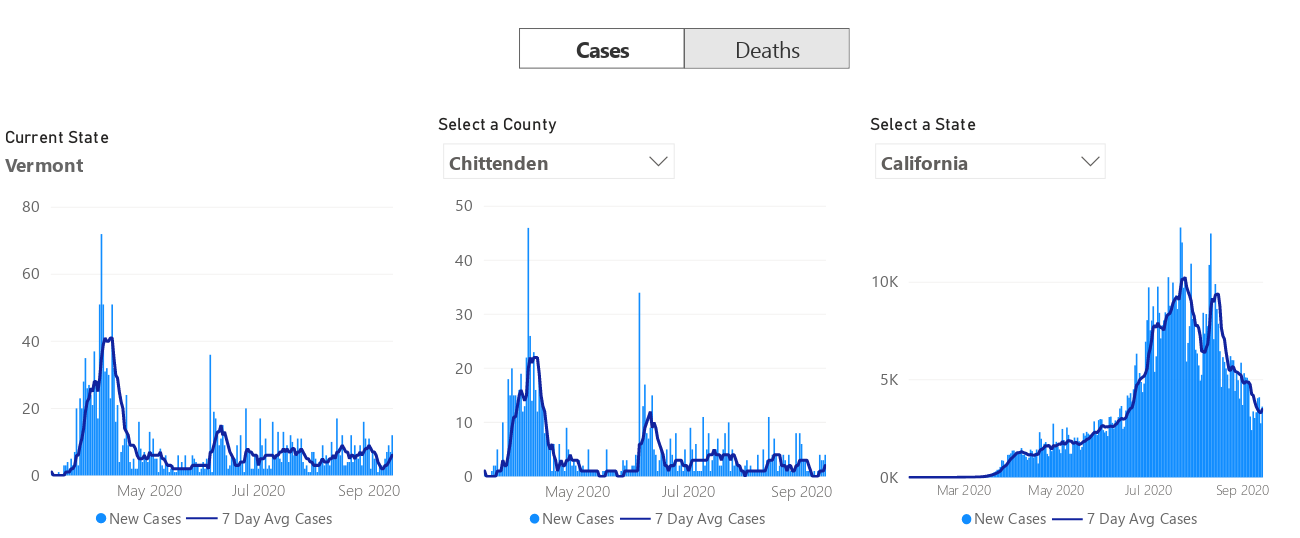 Cases Deaths
Current State
Vermont
Select a County
Chittenden
Select a State
California
80
60
40
20
0
May 2020 Jul 2020 Sep 2020
New Cases 7 Day Avg Cases
50
40
30
20
10
0
May 2020 Jul 2020 Sep 2020
New Cases 7 Day Avg Cases
10K
5K
0K
Mar 2020 May 2020 Jul 2020 Sep 2020
New Cases 7 Day Avg Cases